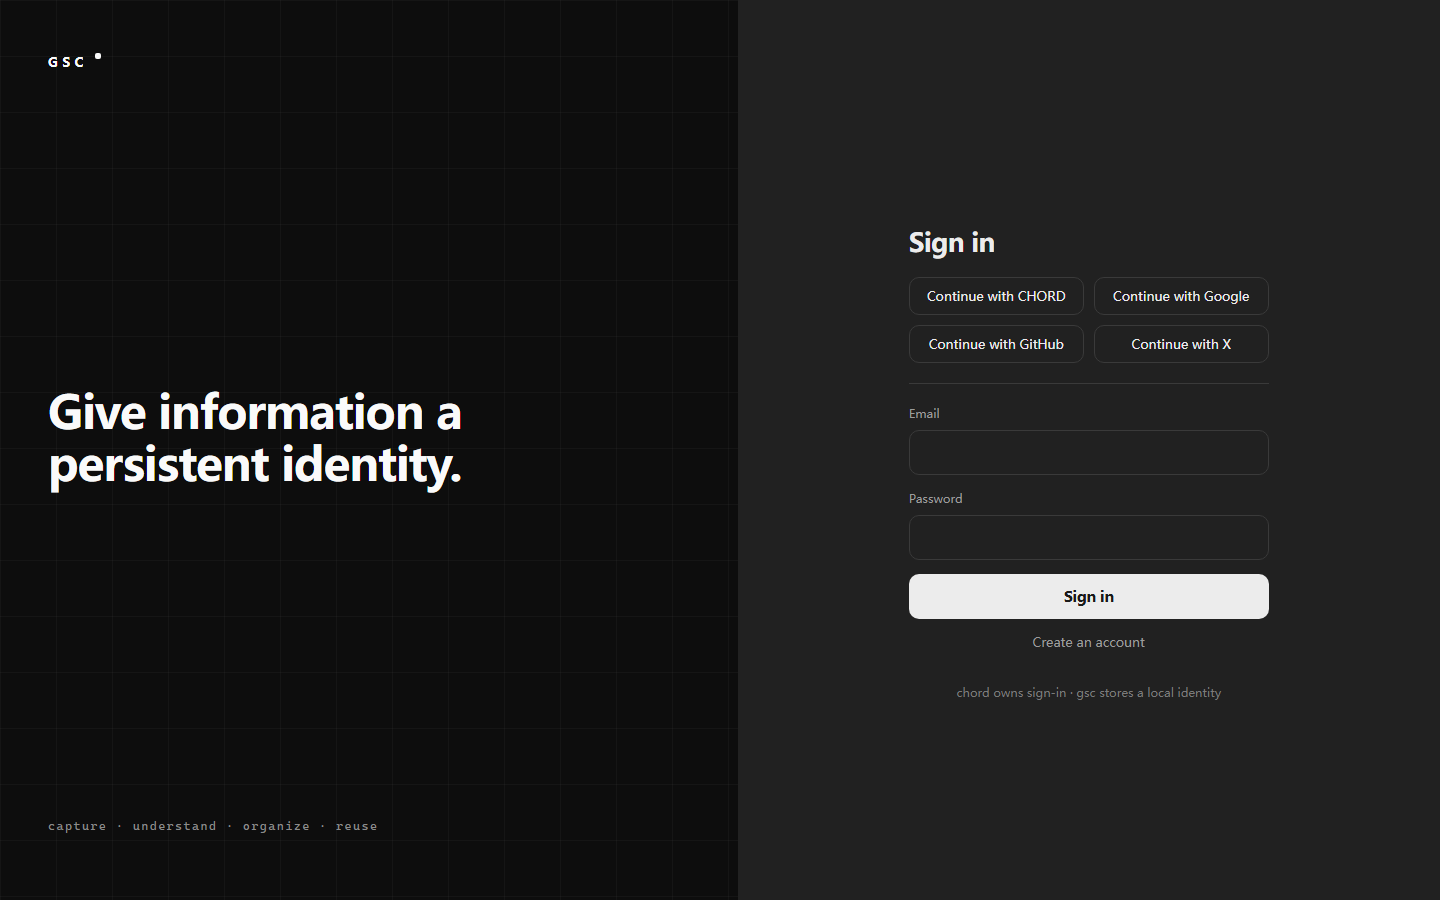 GSC
Give information a
persistent identity.
capture · understand · organize · reuse
Sign in
Continue with CHORD
Continue with Google
Continue with GitHub
Continue with X
Email
Password
Sign in
Create an account
chord owns sign-in · gsc stores a local identity